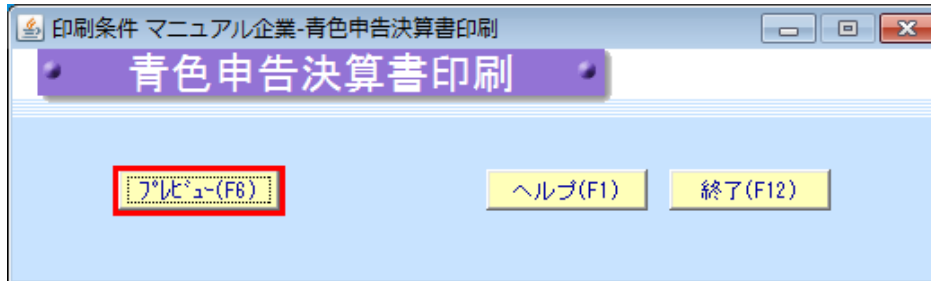 印刷条件 マニュアル企業-青色申告決算書印刷
青色申告決算書印刷
ﾌﾟﾚﾋﾞｭｰ(F6) ヘルプ(F1) 終了(F12)